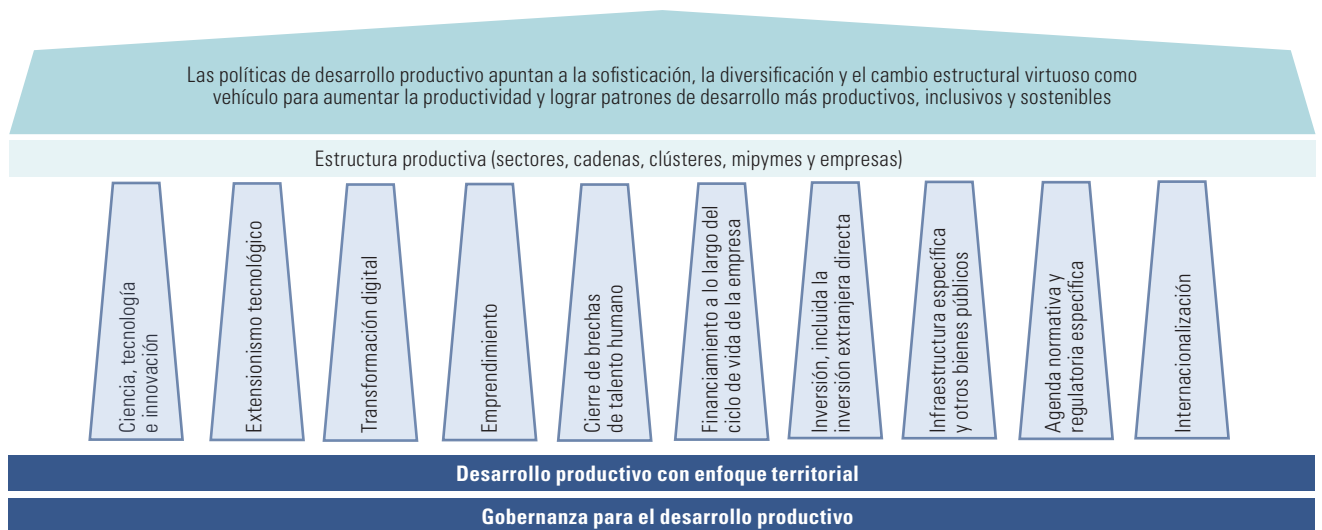 Las políticas de desarrollo productivo apuntan a la sofisticación, la diversificación y el cambio estructural virtuoso como
vehículo para aumentar la productividad y lograr patrones de desarrollo más productivos, inclusivos y sostenibles
Estructura productiva (sectores, cadenas, clústeres, mipymes y empresas)
Ciencia, tecnología
e innovación
Extensionismo tecnológico
Transformación digital
Emprendimiento
Cierre de brechas
de talento humano
Financiamiento a lo largo del
ciclo de vida de la empresa
Inversión, incluida la
inversión extranjera directa
Infraestructura específica
y otros bienes públicos
Agenda normativa y
regulatoria específica
Internacionalización
Desarrollo productivo con enfoque territorial
Gobernanza para el desarrollo productivo